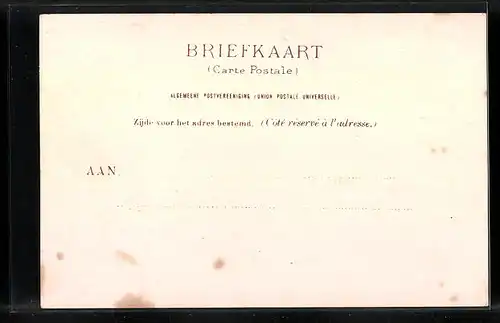 BRIEFKAART
(Carte Postale)
ALGEMEENE POSTVEREENIGING (UNION POSTALE UNIVERSELLE)
Zijde voor het adres bestemd. (Côté réservé à l'adresse.)
AAN